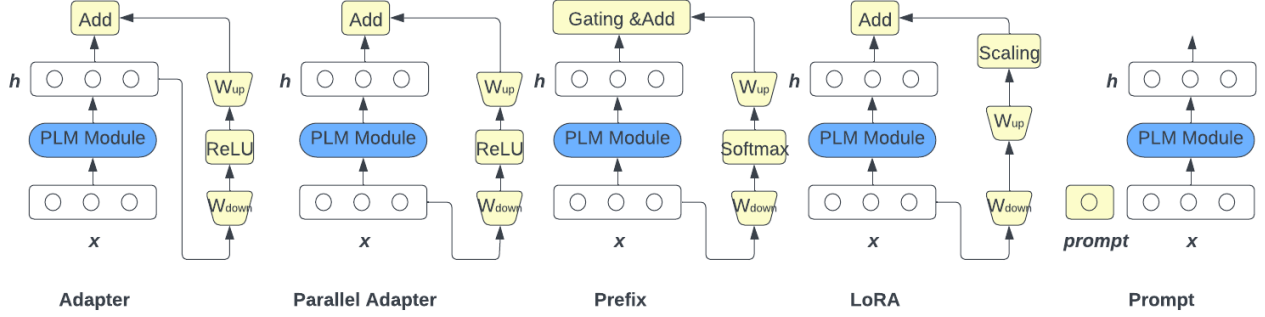 Add
h
Wup
PLM Module
ReLU
Wdown
x
Adapter
Add
h
Wup
PLM Module
ReLU
Wdown
x
Parallel Adapter
Gating &Add
h
Wup
PLM Module
Softmax
Wdown
x
Prefix
Add
Scaling
h
Wup
PLM Module
Wdown
x
LoRA
h
PLM Module
prompt
x
Prompt